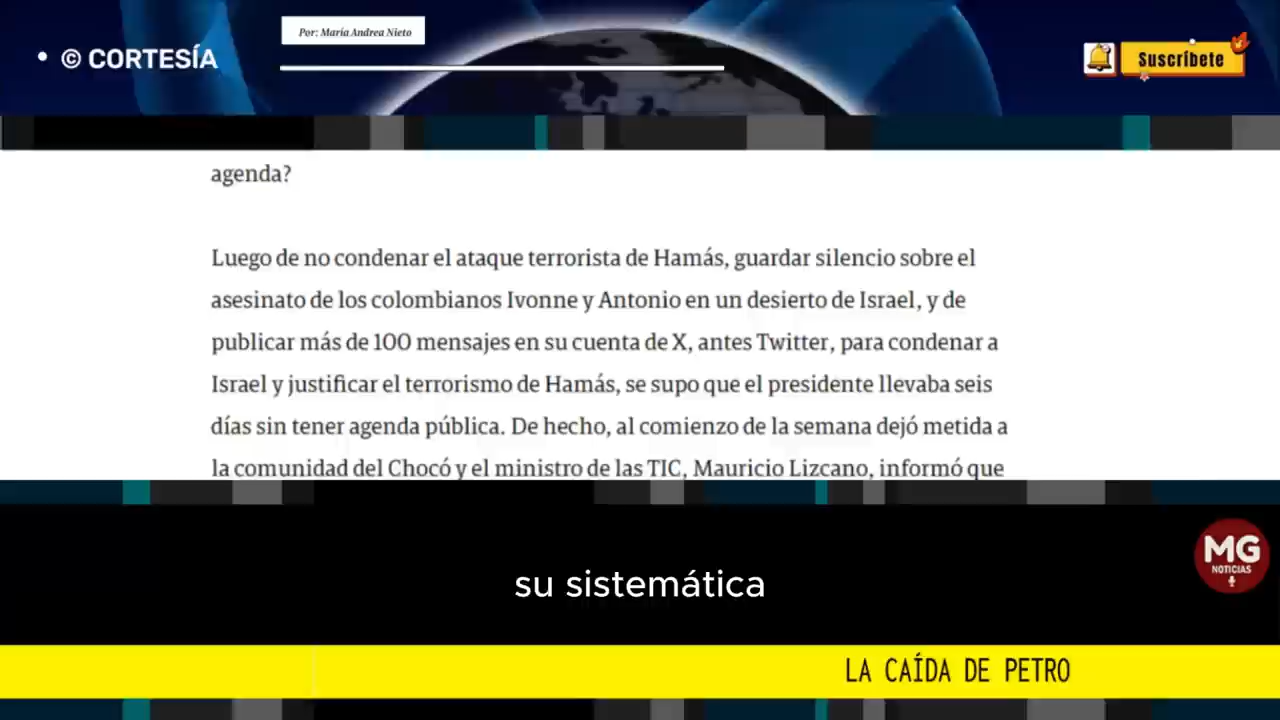 Por: María Andrea Nieto
• © CORTESÍA
Suscríbete
agenda?
Luego de no condenar el ataque terrorista de Hamás, guardar silencio sobre el
asesinato de los colombianos Ivonne y Antonio en un desierto de Israel, y de
publicar más de 100 mensajes en su cuenta de X, antes Twitter, para condenar a
Israel y justificar el terrorismo de Hamás, se supo que el presidente llevaba seis
días sin tener agenda pública. De hecho, al comienzo de la semana dejó metida a
la comunidad del Chocó y el ministro de las TIC, Mauricio Lizcano, informó que
MG
NOTICIAS
su sistemática
LA CAÍDA DE PETRO